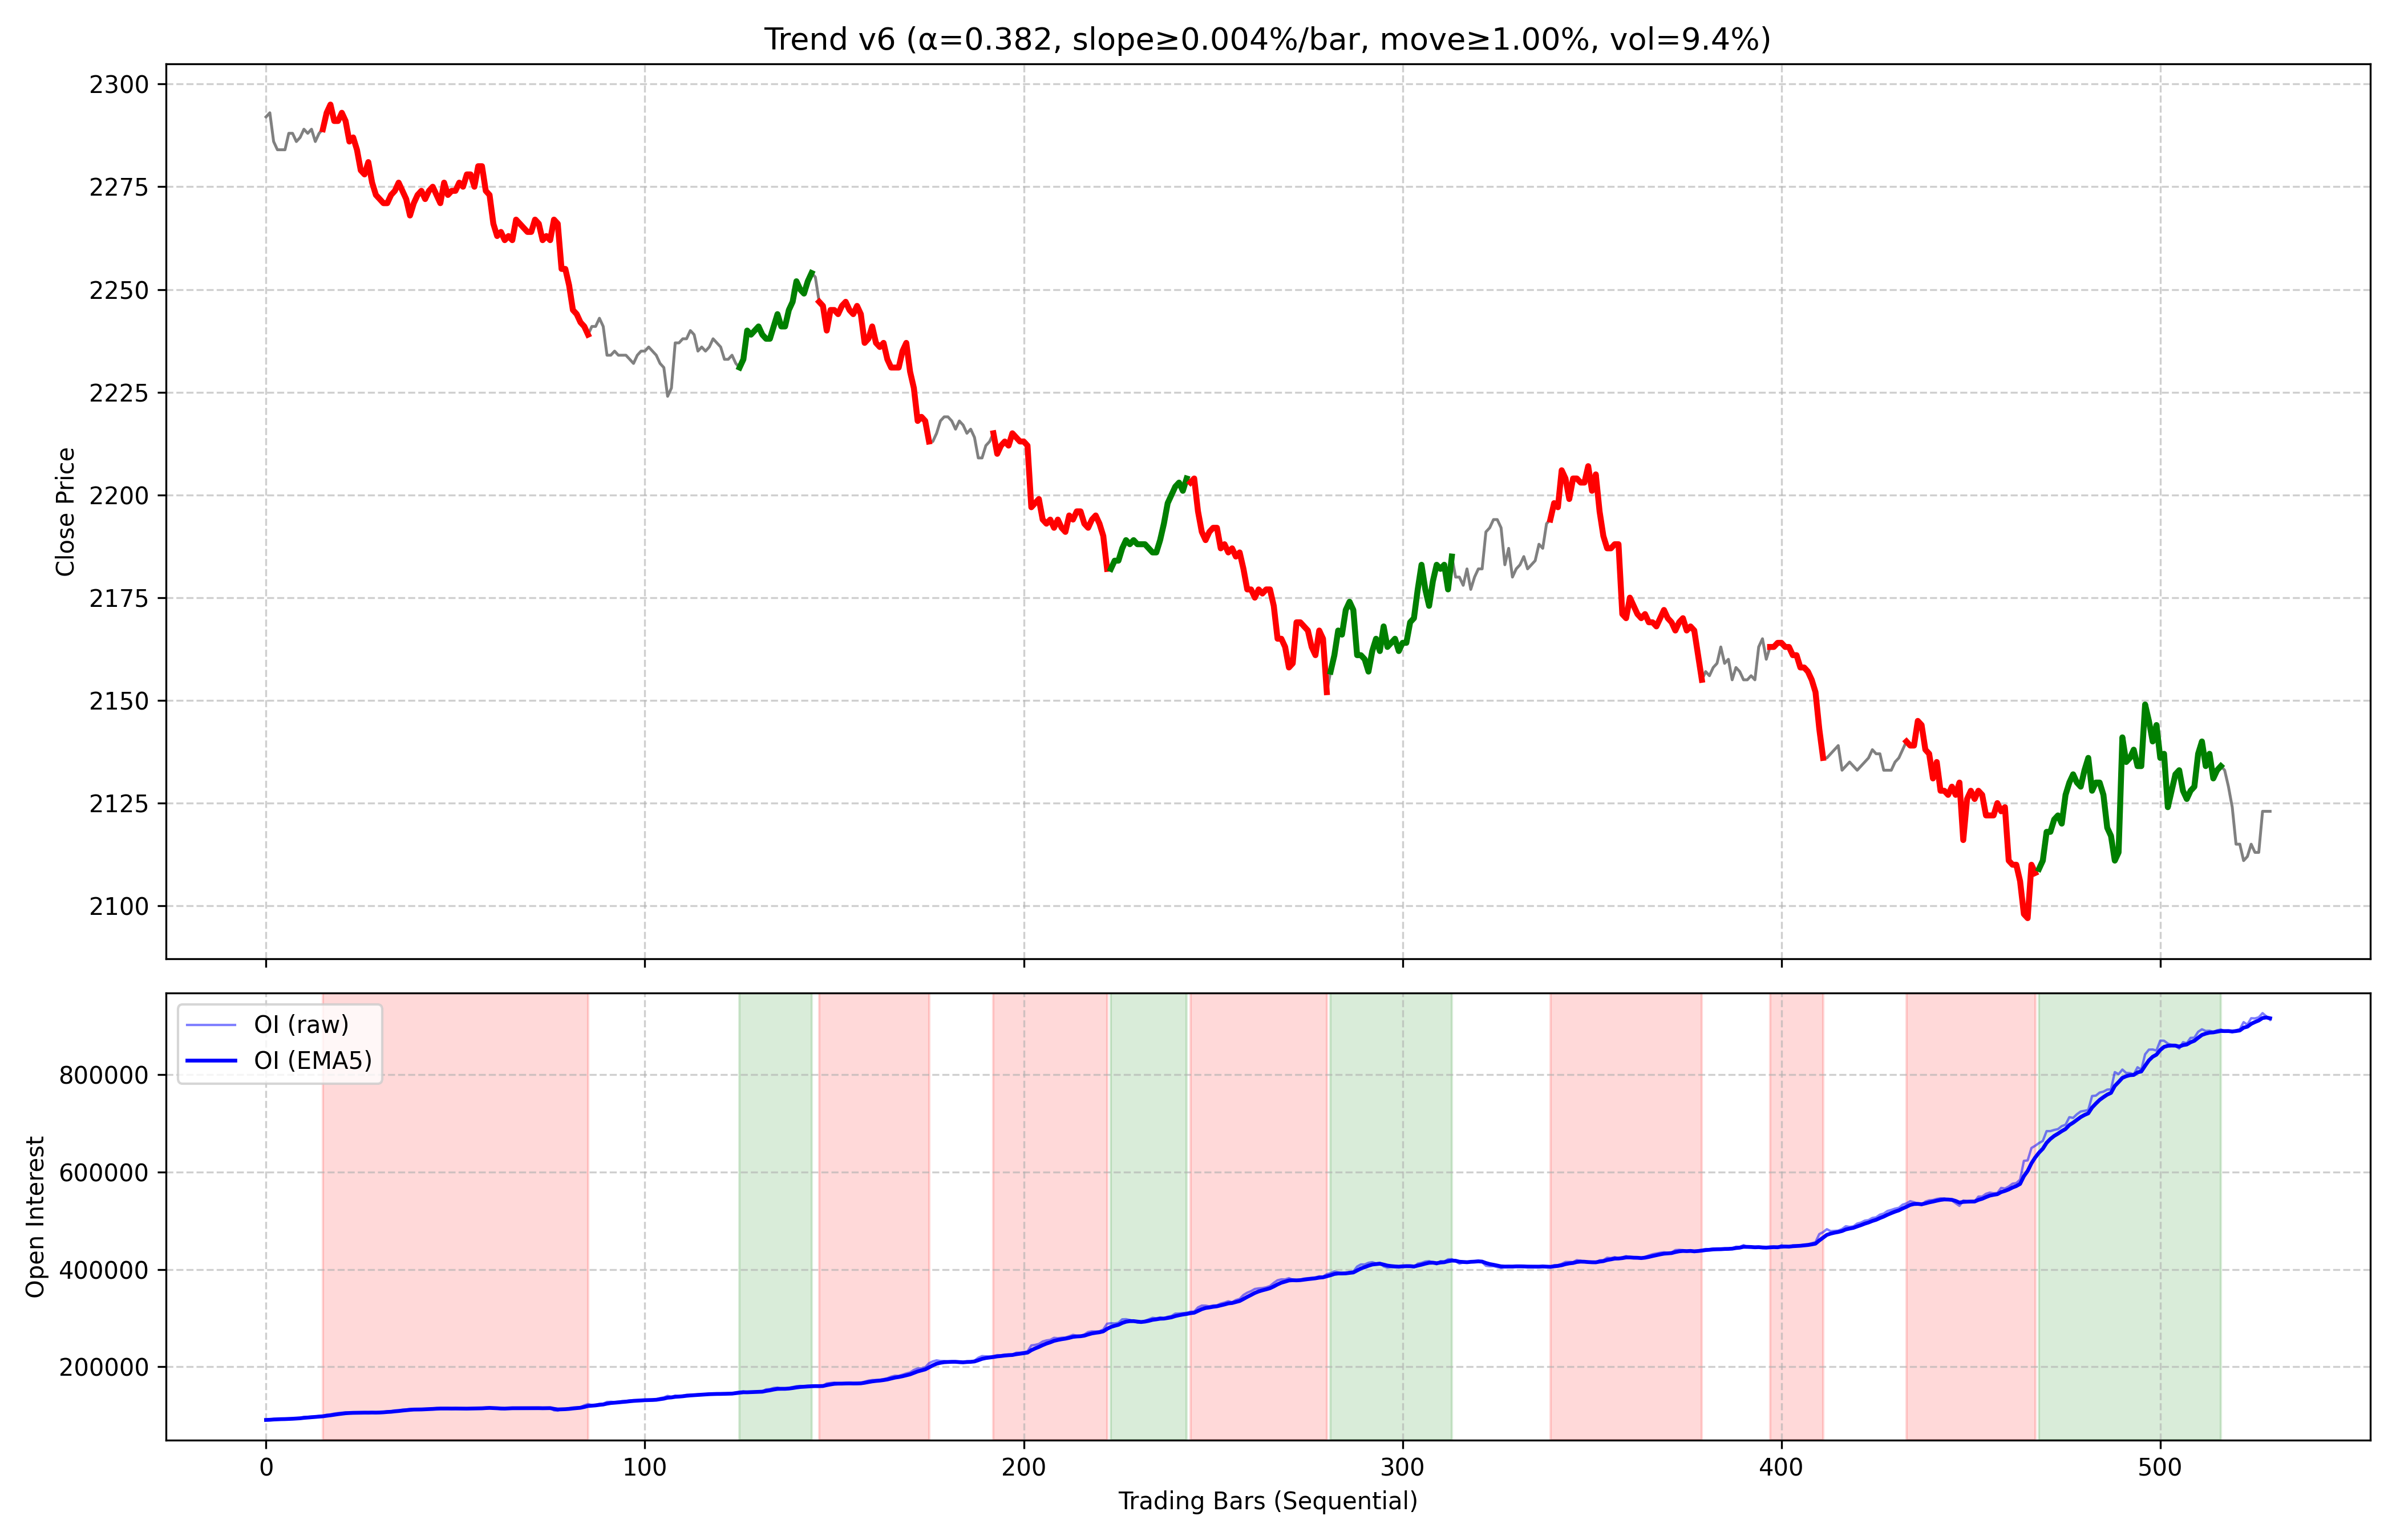 Trend v6 (α=0.382, slope≥0.004%/bar, move≥1.00%, vol=9.4%)
2300
2275
2250
2225
2200
2175
2150
2125
2100
Close Price
OI (raw)
OI (EMA5)
800000
600000
400000
200000
Open Interest
0 100 200 300 400 500
Trading Bars (Sequential)